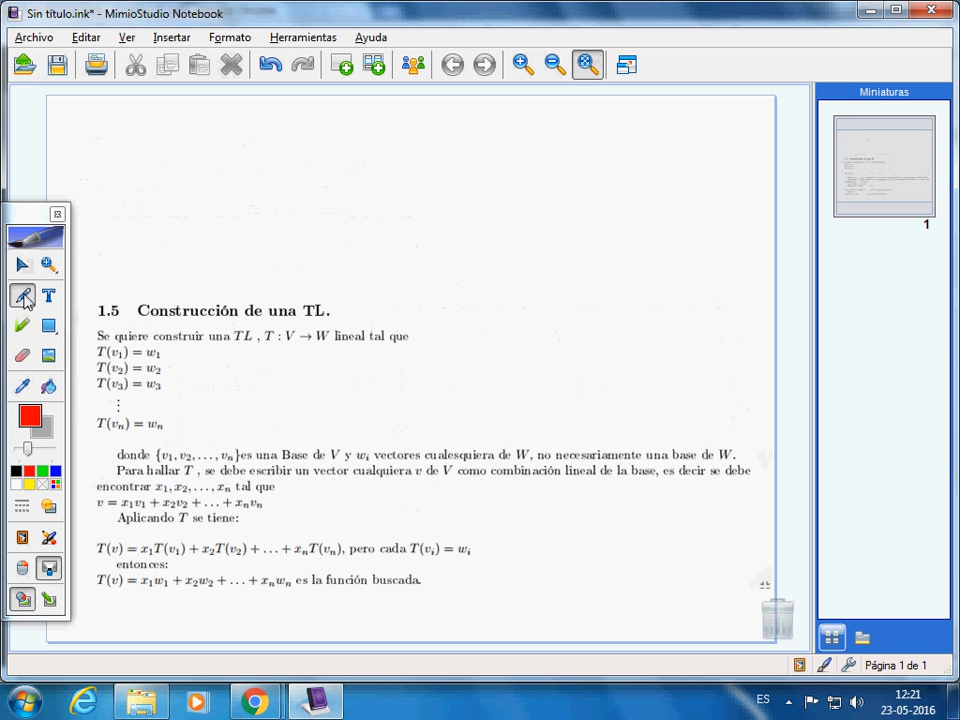 Sin título.ink* - MimioStudio Notebook
Archivo Editar Ver Insertar Formato Herramientas Ayuda
Miniaturas
1
1.5 Construcción de una TL.
Se quiere construir una TL , T : V → W lineal tal que
T(v₁) = w₁
T(v₂) = w₂
T(v₃) = w₃
⋮
T(vₙ) = wₙ
donde {v₁, v₂, . . . , vₙ}es una Base de V y wᵢ vectores cualesquiera de W, no necesariamente una base de W.
Para hallar T , se debe escribir un vector cualquiera v de V como combinación lineal de la base, es decir se debe
encontrar x₁, x₂, . . . , xₙ tal que
v = x₁v₁ + x₂v₂ + . . . + xₙvₙ
Aplicando T se tiene:
T(v) = x₁T(v₁) + x₂T(v₂) + . . . + xₙT(vₙ), pero cada T(vᵢ) = wᵢ
entonces:
T(v) = x₁w₁ + x₂w₂ + . . . + xₙwₙ es la función buscada.
T
Página 1 de 1
ES
12:21
23-05-2016